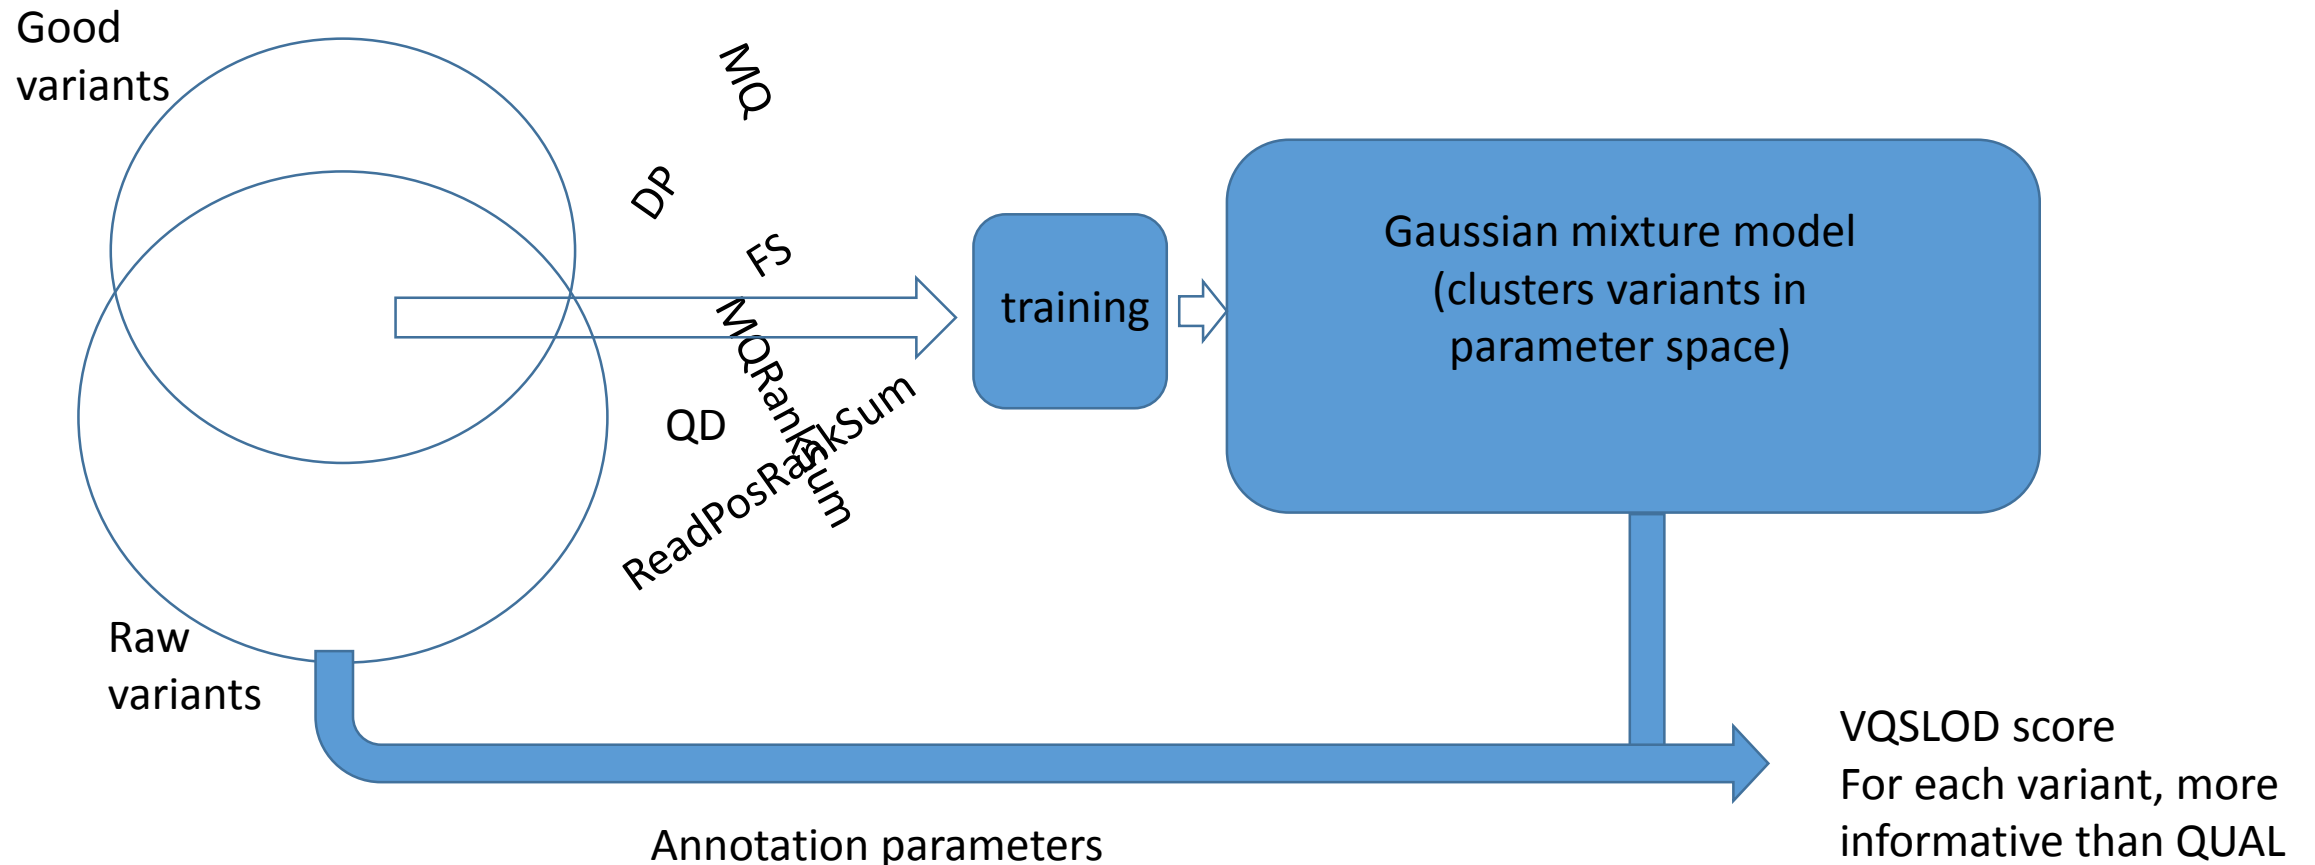 Good
variants
MQ
DP
FS
MQRankSum
QD
ReadPosRankSum
training
Gaussian mixture model
(clusters variants in
parameter space)
Raw
variants
VQSLOD score
For each variant, more
informative than QUAL
Annotation parameters